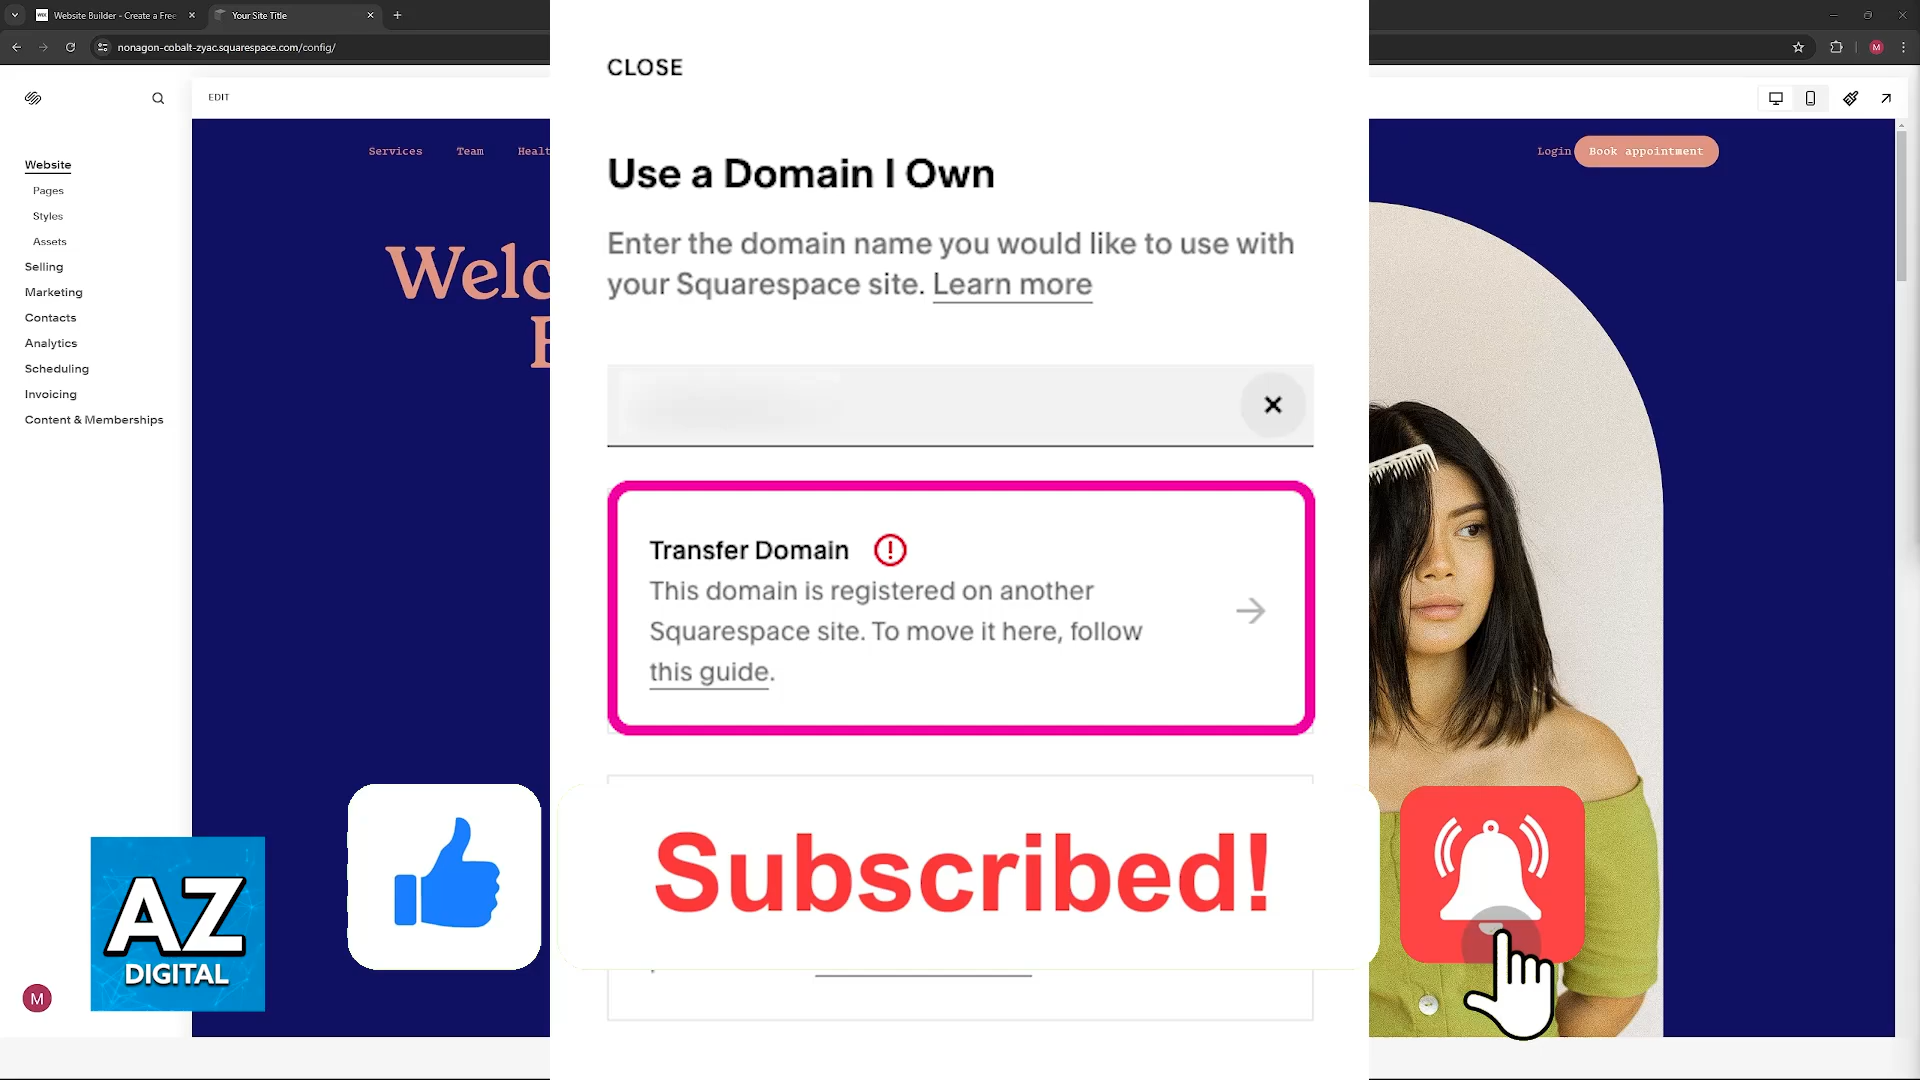 Website Builder - Create a Free
Your Site Title
nonagon-cobalt-zyac.squarespace.com/config/
M
EDIT
Website
Pages
Styles
Assets
Selling
Marketing
Contacts
Analytics
Scheduling
Invoicing
Content & Memberships
M
Services
Team
Healt
Login
Book appointment
Welc
CLOSE
Use a Domain I Own
Enter the domain name you would like to use with
your Squarespace site. Learn more
Transfer Domain
This domain is registered on another
Squarespace site. To move it here, follow
this guide.
Subscribed!
AZ
DIGITAL